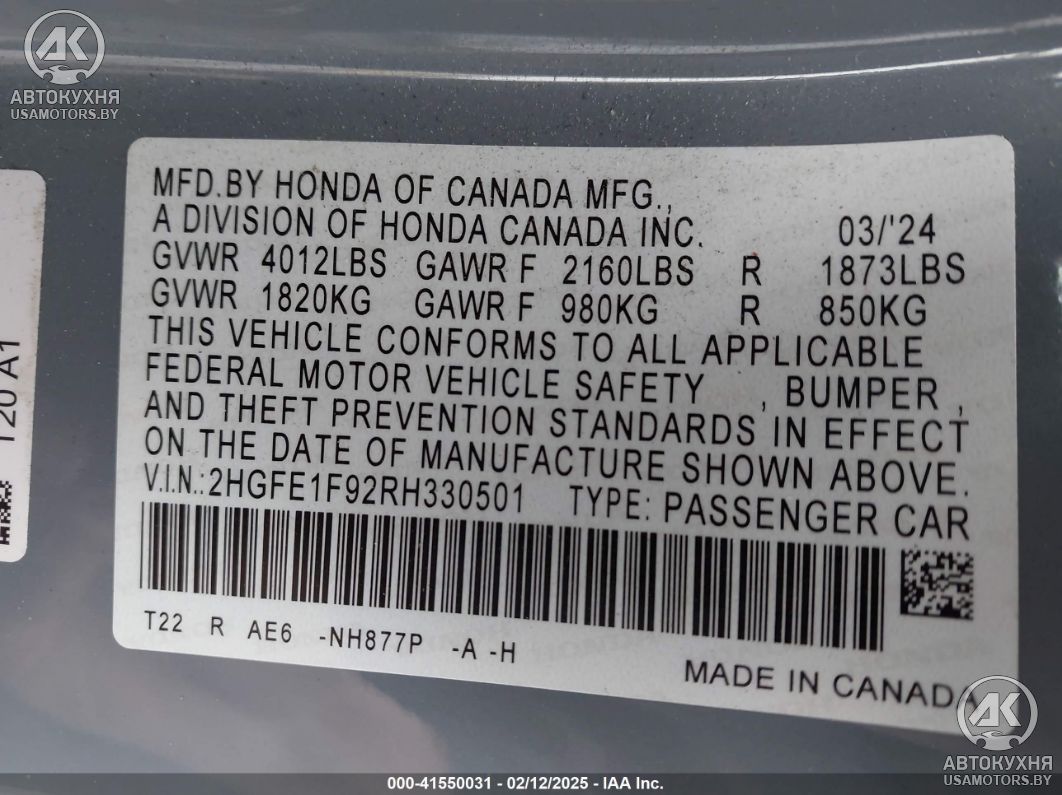 AK
АВТОКУХНЯ
USAMOTORS.BY
120 A1
MFD.BY HONDA OF CANADA MFG.,
A DIVISION OF HONDA CANADA INC. 03/'24
GVWR 4012LBS GAWR F 2160LBS R 1873LBS
GVWR 1820KG GAWR F 980KG R 850KG
THIS VEHICLE CONFORMS TO ALL APPLICABLE
FEDERAL MOTOR VEHICLE SAFETY , BUMPER ,
AND THEFT PREVENTION STANDARDS IN EFFECT
ON THE DATE OF MANUFACTURE SHOWN ABOVE.
V.I.N.:2HGFE1F92RH330501 TYPE: PASSENGER CAR
T22 R AE6 -NH877P -A -H
MADE IN CANADA
AK
АВТОКУХНЯ
USAMOTORS.BY
000-41550031 - 02/12/2025 - IAA Inc.